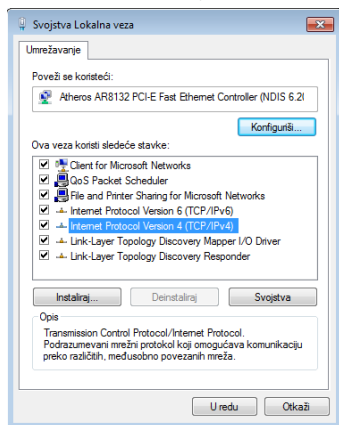 Svojstva Lokalna veza
Umrežavanje
Poveži se koristeći:
Atheros AR8132 PCI-E Fast Ethernet Controller (NDIS 6.20
Konfiguriši...
Ova veza koristi sledeće stavke:
Client for Microsoft Networks
QoS Packet Scheduler
File and Printer Sharing for Microsoft Networks
Internet Protocol Version 6 (TCP/IPv6)
Internet Protocol Version 4 (TCP/IPv4)
Link-Layer Topology Discovery Mapper I/O Driver
Link-Layer Topology Discovery Responder
Instaliraj... Deinstaliraj Svojstva
Opis
Transmission Control Protocol/Internet Protocol.
Podrazumevani mrežni protokol koji omogućava komunikaciju
preko različitih, međusobno povezanih mreža.
U redu Otkaži